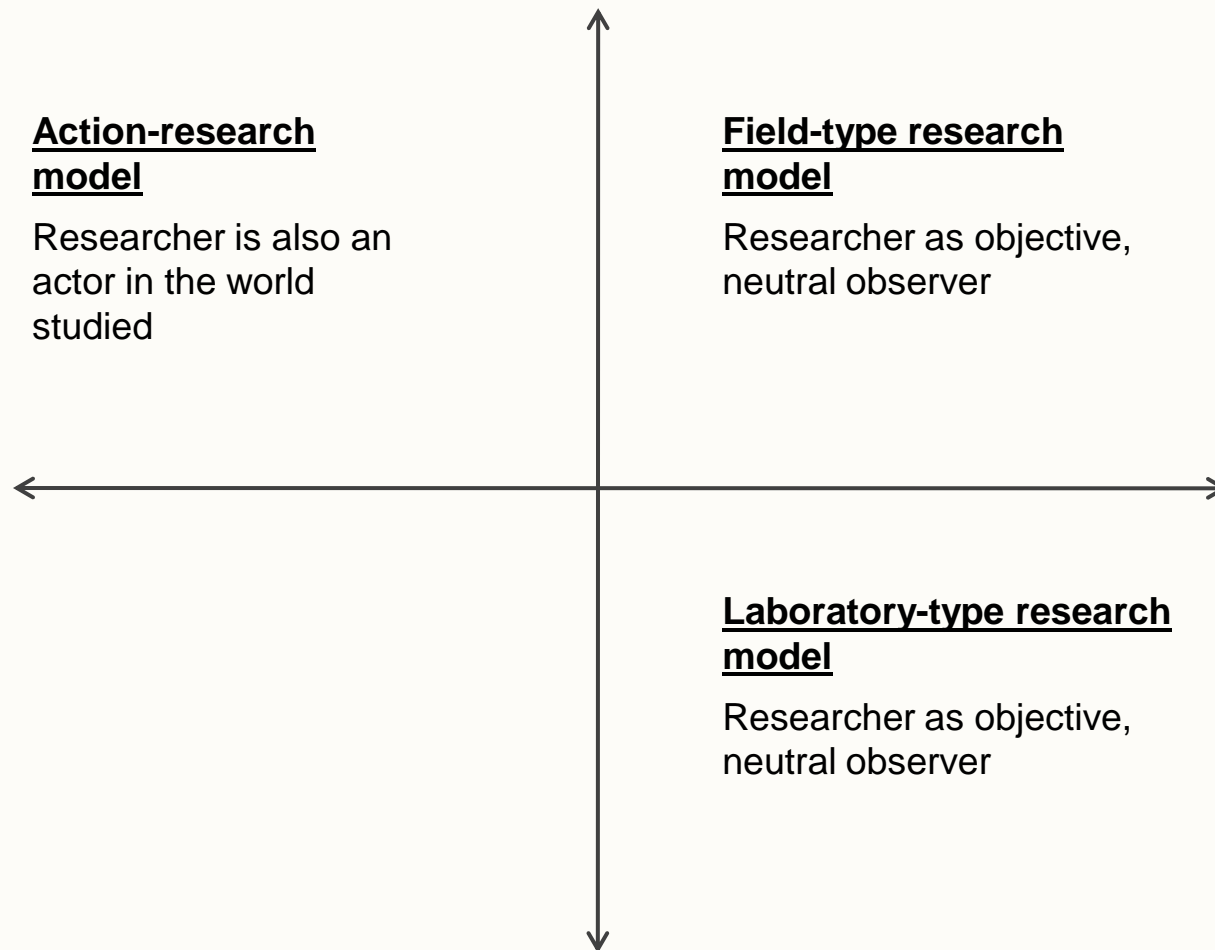 Action-research
model
Researcher is also an
actor in the world
studied
Field-type research
model
Researcher as objective,
neutral observer
Laboratory-type research
model
Researcher as objective,
neutral observer